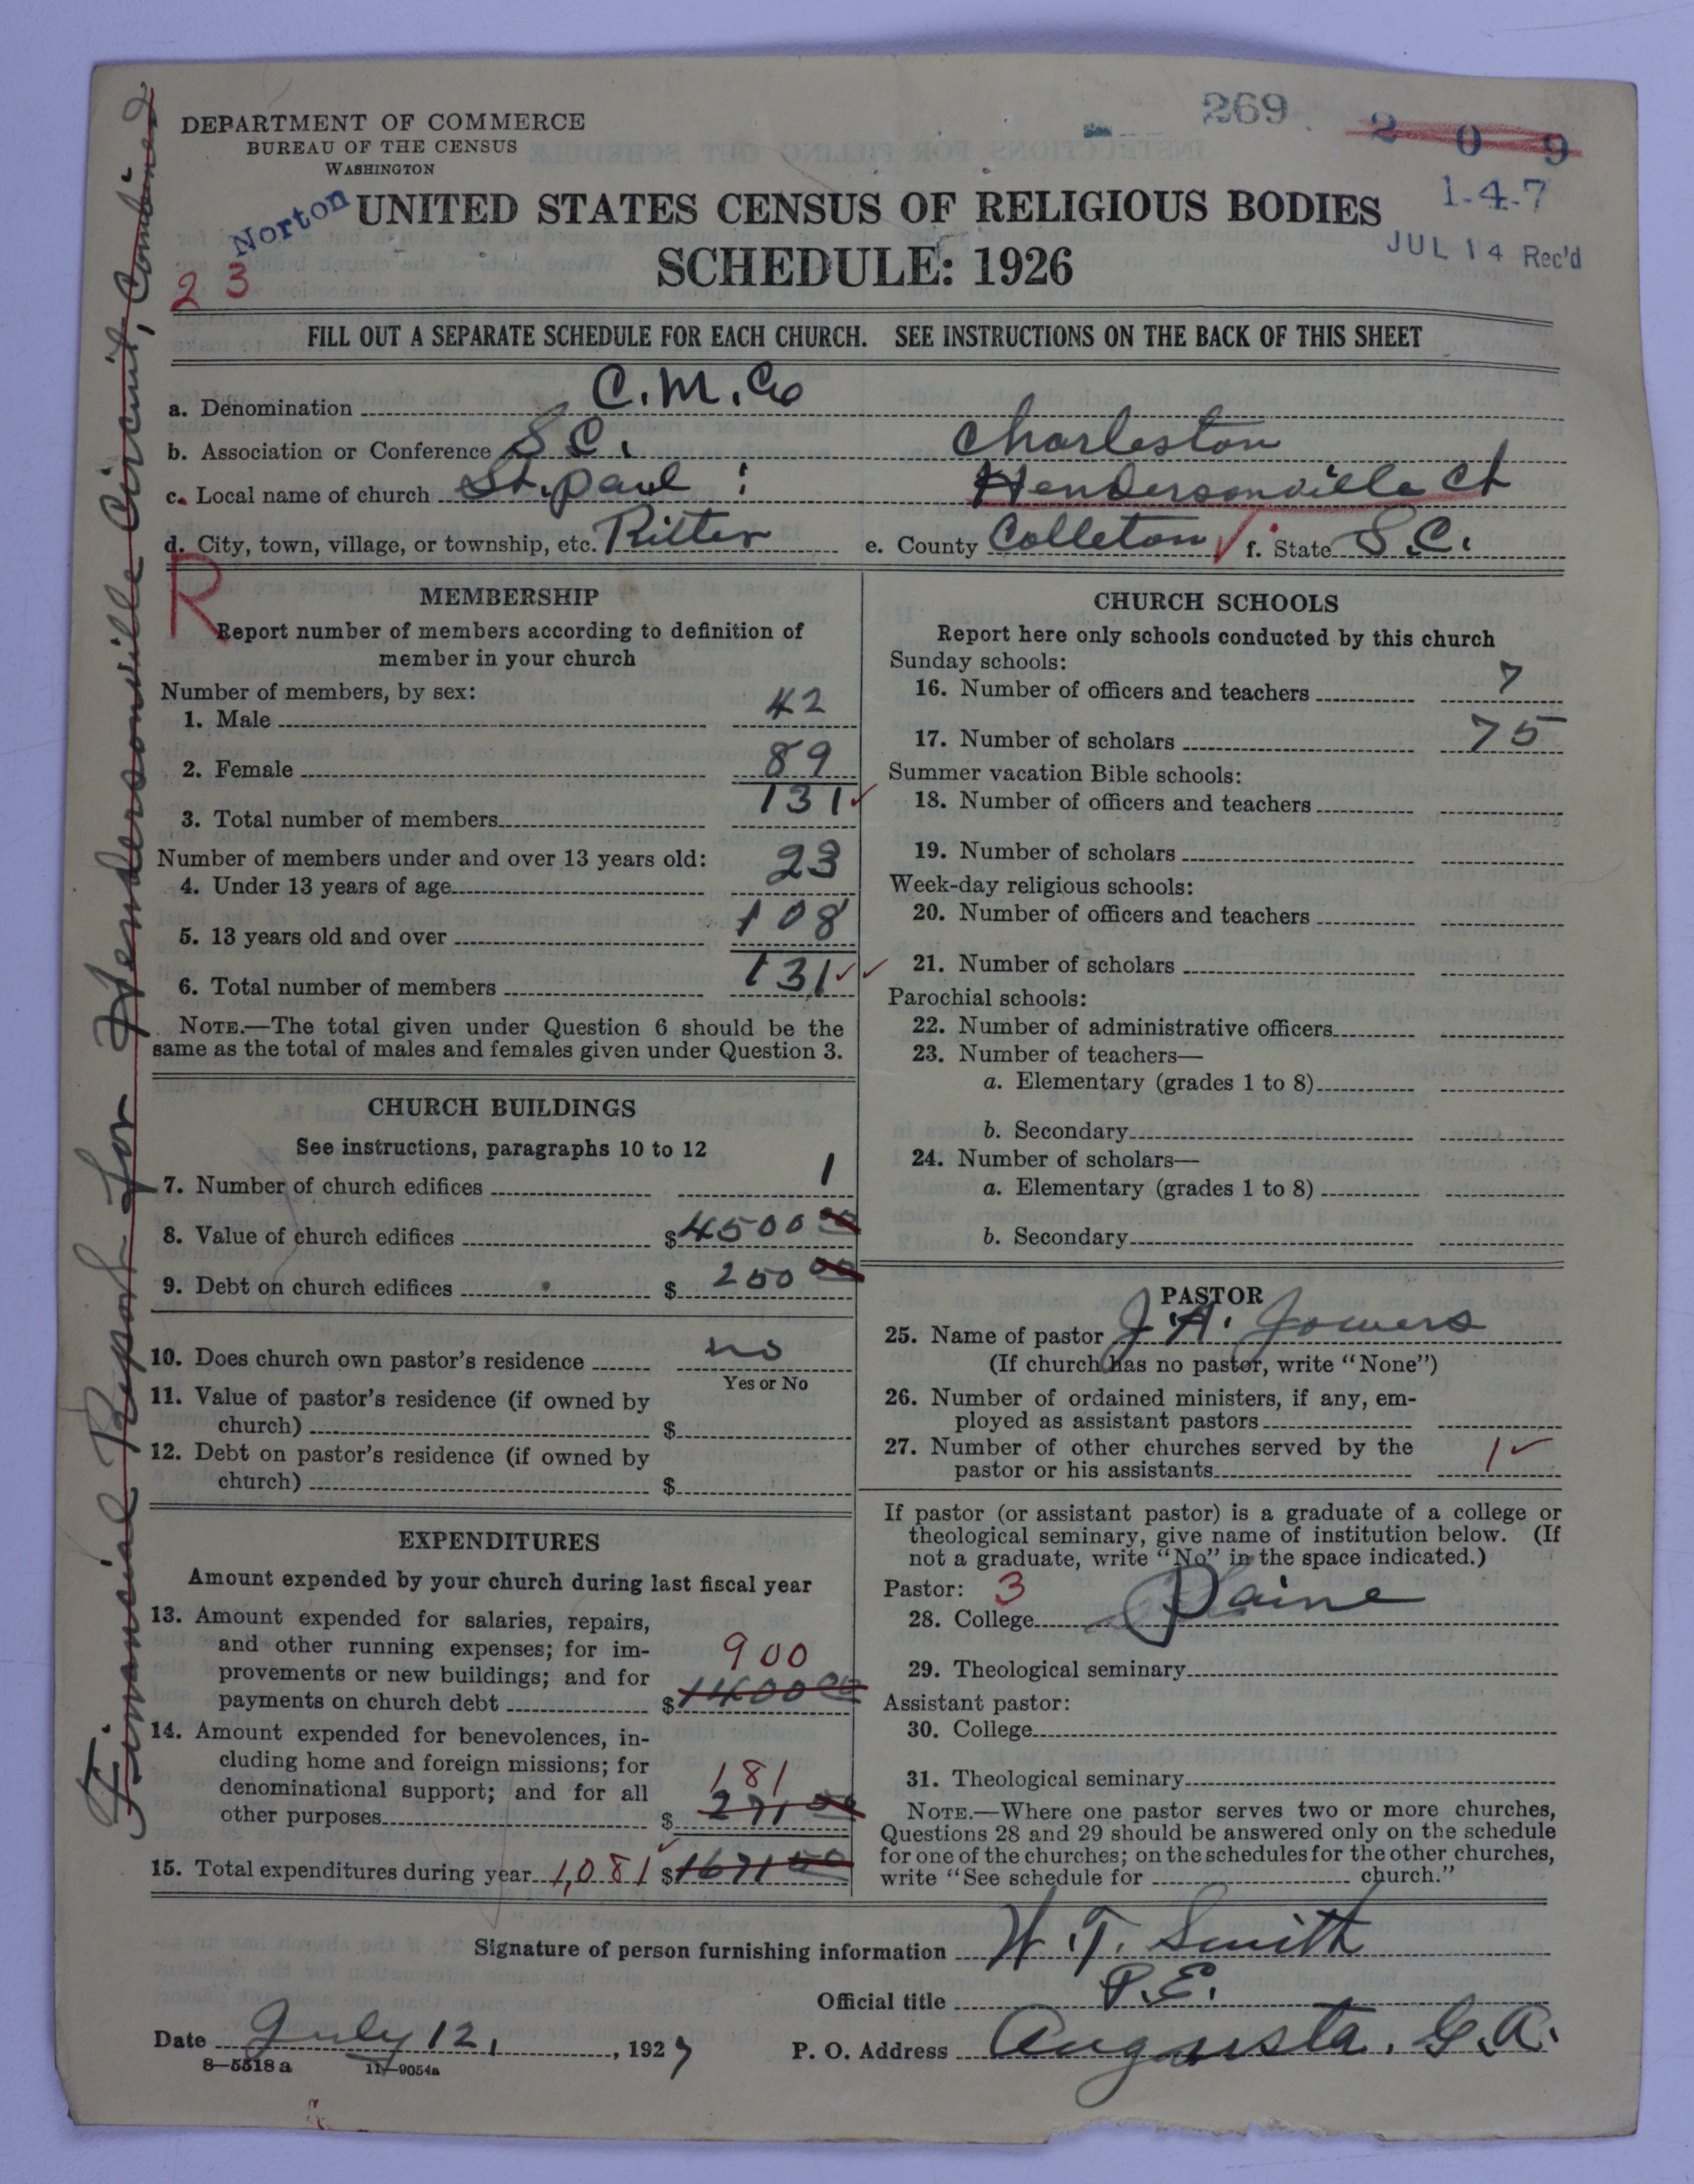 269
209
1-4-7
JUL 14 Rec'd
DEPARTMENT OF COMMERCE
BUREAU OF THE CENSUS
WASHINGTON
Norton
23
UNITED STATES CENSUS OF RELIGIOUS BODIES
SCHEDULE: 1926
FILL OUT A SEPARATE SCHEDULE FOR EACH CHURCH. SEE INSTRUCTIONS ON THE BACK OF THIS SHEET
a. Denomination C.M.E.
b. Association or Conference S.C. Charleston
c. Local name of church St. Paul : Hendersonville Ct
d. City, town, village, or township, etc. Ritter e. County Colleton f. State S.C.
Financial Report for Hendersonville Circuit, Combined
R
MEMBERSHIP
Report number of members according to definition of
member in your church
Number of members, by sex:
1. Male 42
2. Female 89
3. Total number of members 131
Number of members under and over 13 years old:
4. Under 13 years of age 23
5. 13 years old and over 108
6. Total number of members 131
NOTE.—The total given under Question 6 should be the
same as the total of males and females given under Question 3.
CHURCH BUILDINGS
See instructions, paragraphs 10 to 12
7. Number of church edifices 1
8. Value of church edifices $4500 00
9. Debt on church edifices $ 250 00
10. Does church own pastor's residence no
Yes or No
11. Value of pastor's residence (if owned by
church) $
12. Debt on pastor's residence (if owned by
church) $
EXPENDITURES
Amount expended by your church during last fiscal year
13. Amount expended for salaries, repairs,
and other running expenses; for im-
provements or new buildings; and for 900
payments on church debt $1400 00
14. Amount expended for benevolences, in-
cluding home and foreign missions; for
denominational support; and for all 181
other purposes $ 271 00
15. Total expenditures during year 1,081 $1671 00
CHURCH SCHOOLS
Report here only schools conducted by this church
Sunday schools:
16. Number of officers and teachers 7
17. Number of scholars 75
Summer vacation Bible schools:
18. Number of officers and teachers
19. Number of scholars
Week-day religious schools:
20. Number of officers and teachers
21. Number of scholars
Parochial schools:
22. Number of administrative officers
23. Number of teachers—
a. Elementary (grades 1 to 8)
b. Secondary
24. Number of scholars—
a. Elementary (grades 1 to 8)
b. Secondary
PASTOR
25. Name of pastor J. A. Jowers
(If church has no pastor, write "None")
26. Number of ordained ministers, if any, em-
ployed as assistant pastors
27. Number of other churches served by the
pastor or his assistants 1
If pastor (or assistant pastor) is a graduate of a college or
theological seminary, give name of institution below. (If
not a graduate, write "No" in the space indicated.)
Pastor: 3
28. College Paine
29. Theological seminary
Assistant pastor:
30. College
31. Theological seminary
NOTE.—Where one pastor serves two or more churches,
Questions 28 and 29 should be answered only on the schedule
for one of the churches; on the schedules for the other churches,
write "See schedule for church."
Signature of person furnishing information W. T. Smith
Official title P.E.
Date July 12, 1927 P. O. Address Augusta, G.A.
8—5518 a 11—9054a